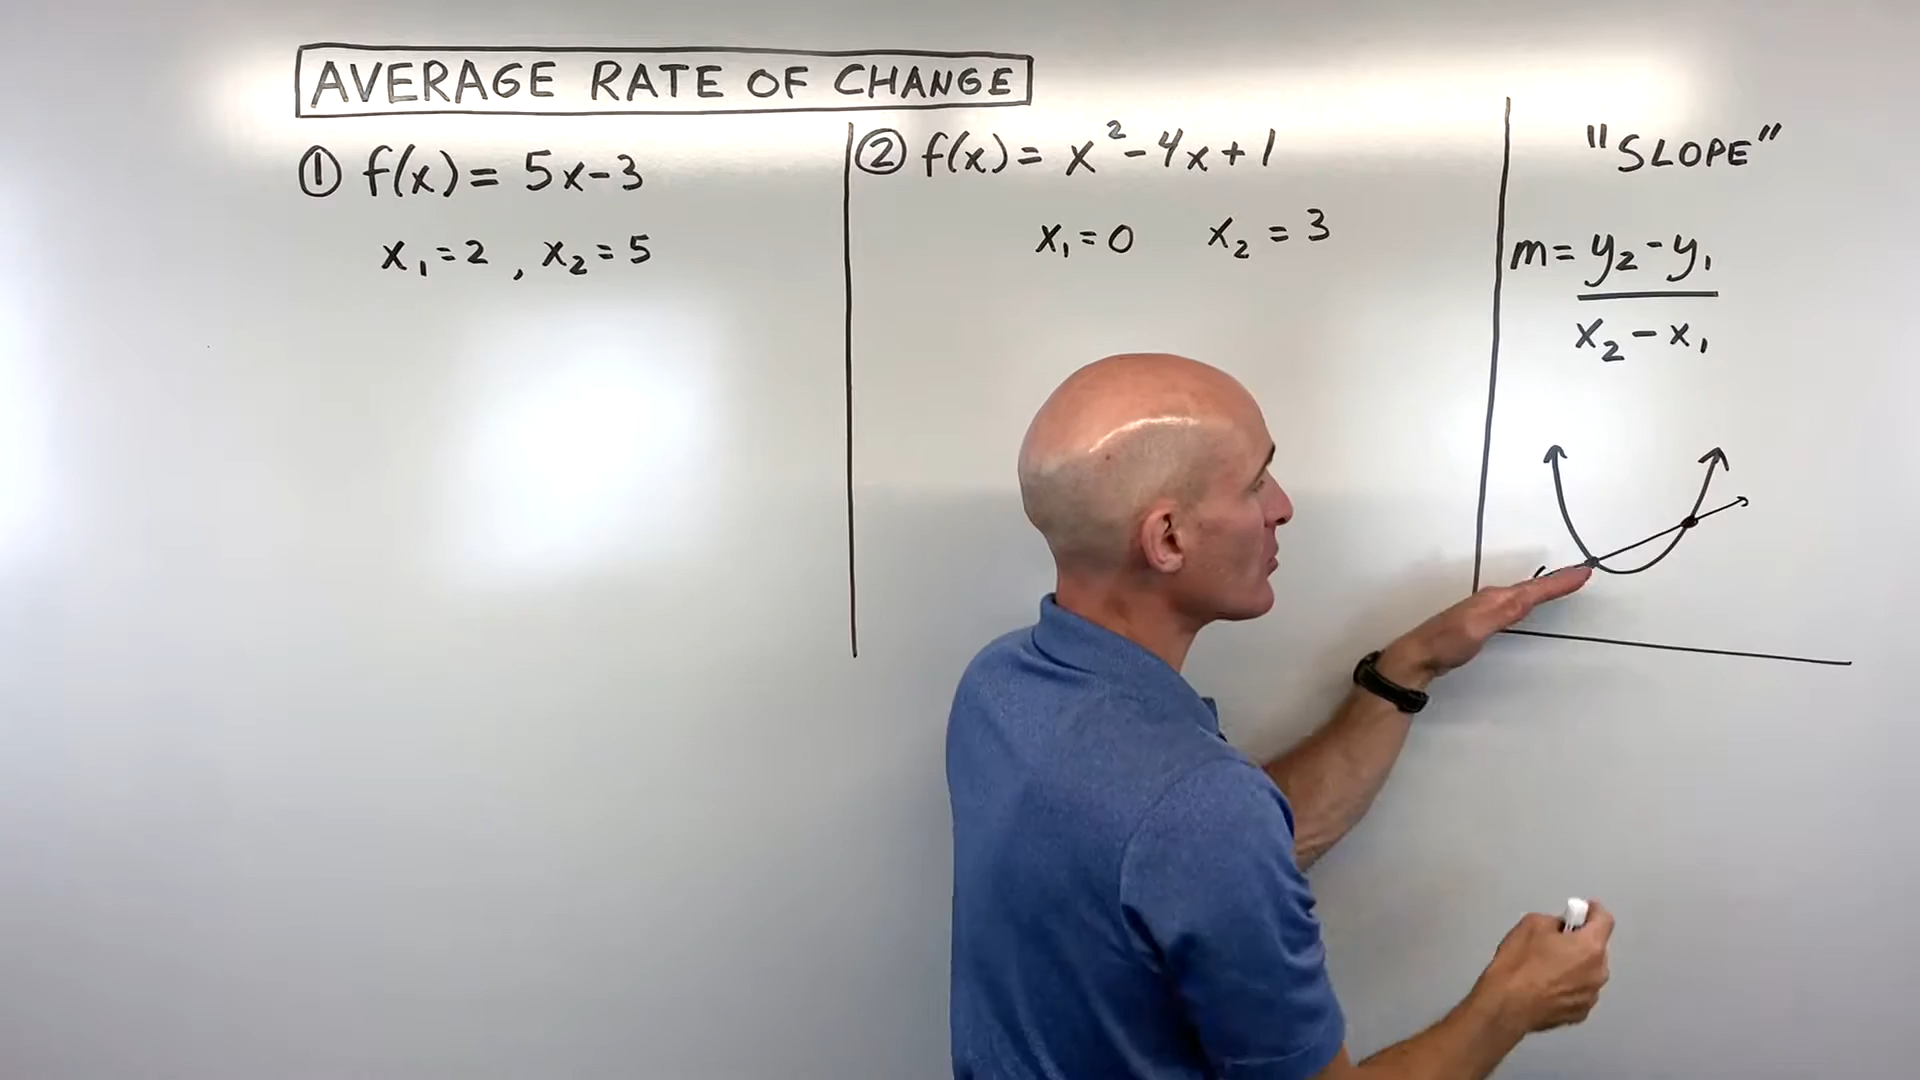 AVERAGE RATE OF CHANGE
① f(x) = 5x-3
x₁=2 , x₂=5
② f(x)= x²-4x+1
x₁=0 x₂=3
"SLOPE"
m= y₂-y₁
x₂-x₁